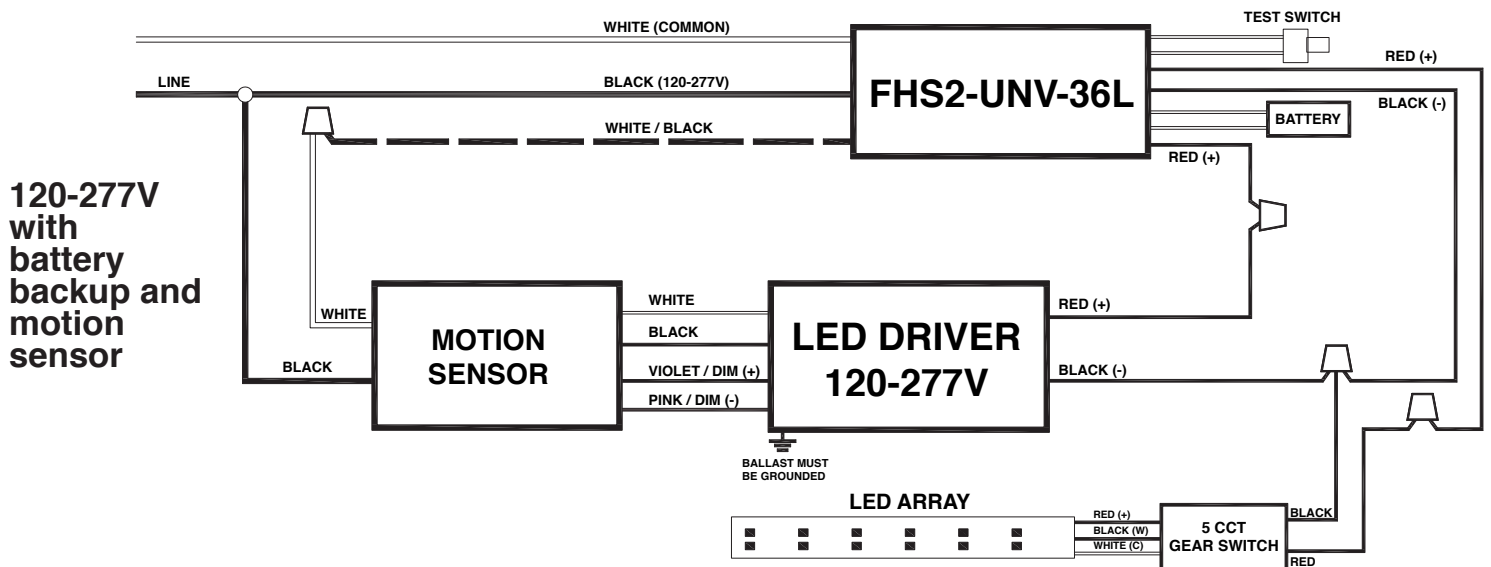 WHITE (COMMON)
TEST SWITCH
RED (+)
LINE
BLACK (120-277V)
FHS2-UNV-36L
BLACK (-)
BATTERY
WHITE / BLACK
RED (+)
120-277V
with
battery
backup and
motion
sensor
WHITE
BLACK
MOTION
SENSOR
WHITE
BLACK
VIOLET / DIM (+)
PINK / DIM (-)
LED DRIVER
120-277V
RED (+)
BLACK (-)
BALLAST MUST
BE GROUNDED
LED ARRAY
RED (+)
BLACK (W)
WHITE (C)
5 CCT
GEAR SWITCH
BLACK
RED